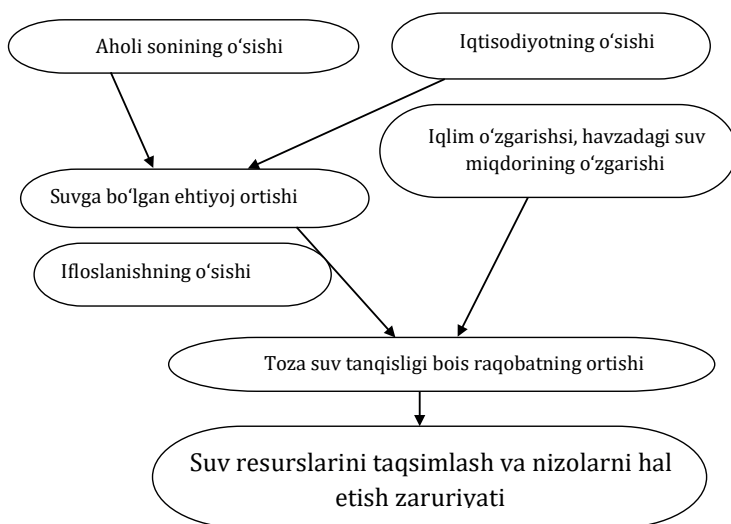 Aholi sonining o‘sishi
Iqtisodiyotning o‘sishi
Iqlim o‘zgarishsi, havzadagi suv
miqdorining o‘zgarishi
Suvga bo‘lgan ehtiyoj ortishi
Ifloslanishning o‘sishi
Toza suv tanqisligi bois raqobatning ortishi
Suv resurslarini taqsimlash va nizolarni hal
etish zaruriyati